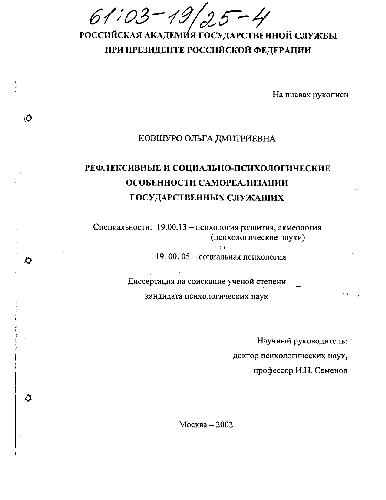 61:03-19/25-4
РОССИЙСКАЯ АКАДЕМИЯ ГОСУДАРСТВЕННОЙ СЛУЖБЫ
ПРИ ПРЕЗИДЕНТЕ РОССИЙСКОЙ ФЕДЕРАЦИИ
На правах рукописи
КОВШУРО ОЛЬГА ДМИТРИЕВНА
РЕФЛЕКСИВНЫЕ И СОЦИАЛЬНО-ПСИХОЛОГИЧЕСКИЕ
ОСОБЕННОСТИ САМОРЕАЛИЗАЦИИ
ГОСУДАРСТВЕННЫХ СЛУЖАЩИХ
Специальности: 19.00.13 – психология развития, акмеология
(психологические науки)
19.00.05 – социальная психология
Диссертация на соискание ученой степени
кандидата психологических наук
Научный руководитель:
доктор психологических наук,
профессор И.Н. Семенов
Москва – 2002